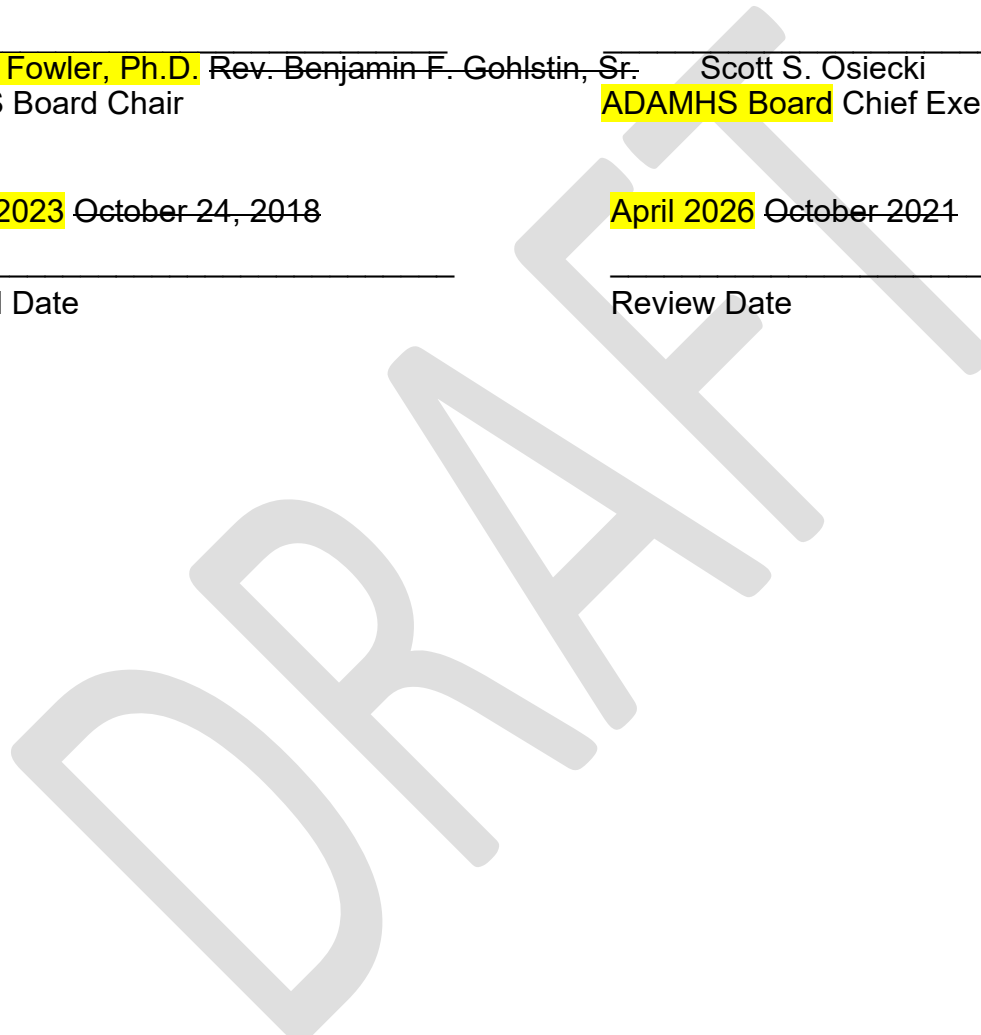 Fowler, Ph.D. Rev. Benjamin F. Gohlstin, Sr. Scott S. Osiecki
Board Chair ADAMHS Board Chief
2023 October 24, 2018 April 2026 October 2021
Date Review Date
DRAFT